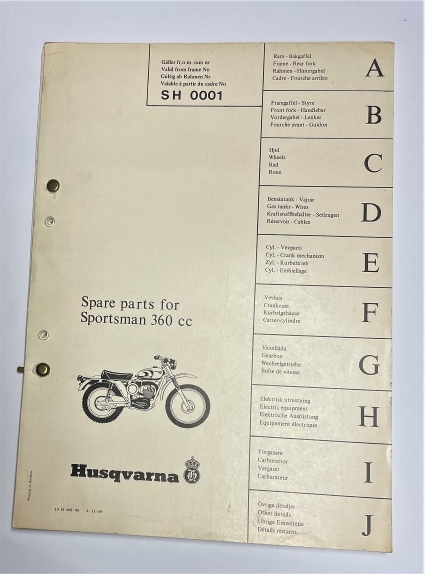 Gäller fr.o.m. ram nr
Valid from frame No
Gültig ab Rahmen Nr
Valable à partir du cadre No
SH 0001
Ram - Bakgaffel
Frame - Rear fork
Rahmen - Hintergabel
Cadre - Fourche arrière
A
Framgaffel - Styre
Front fork - Handlebar
Vordergabel - Lenker
Fourche avant - Guidon
B
Hjul
Wheels
Rad
Roue
C
Bensintank - Vajrar
Gas tanks - Wires
Kraftstoffbehälter - Seilzugen
Réservoir - Câbles
D
Cyl. - Vevparti
Cyl. - Crank mechanism
Zyl. - Kurbeltrieb
Cyl. - Embiellage
E
Vevhus
Crankcase
Kurbelgehäuse
Carter-cylindre
F
Växellåda
Gearbox
Wechselgetriebe
Boîte de vitesse
G
Elektrisk utrustning
Electric equipment
Elektrische Ausrüstung
Equipement électrique
H
Förgasare
Carburettor
Vergaser
Carburateur
I
Övriga detaljer
Other details
Übrige Einzelteile
Détails restants
J
Spare parts for
Sportsman 360 cc
Husqvarna
Printed in Sweden